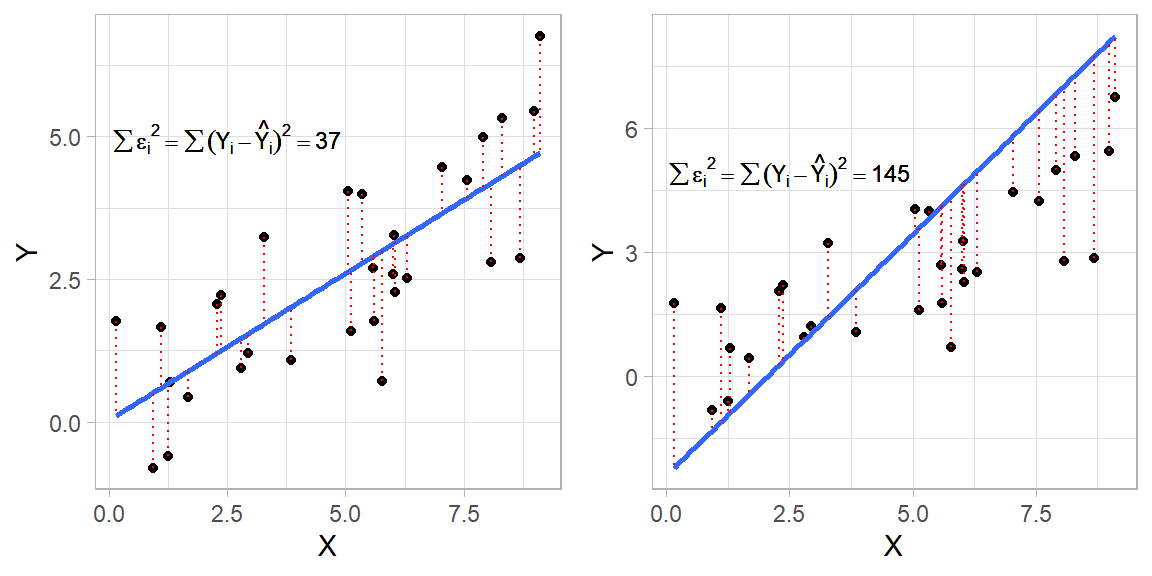 Y
5.0
2.5
0.0
∑εi² = ∑(Yi − Ŷi)² = 37
0.0 2.5 5.0 7.5
X
Y
6
3
0
∑εi² = ∑(Yi − Ŷi)² = 145
0.0 2.5 5.0 7.5
X